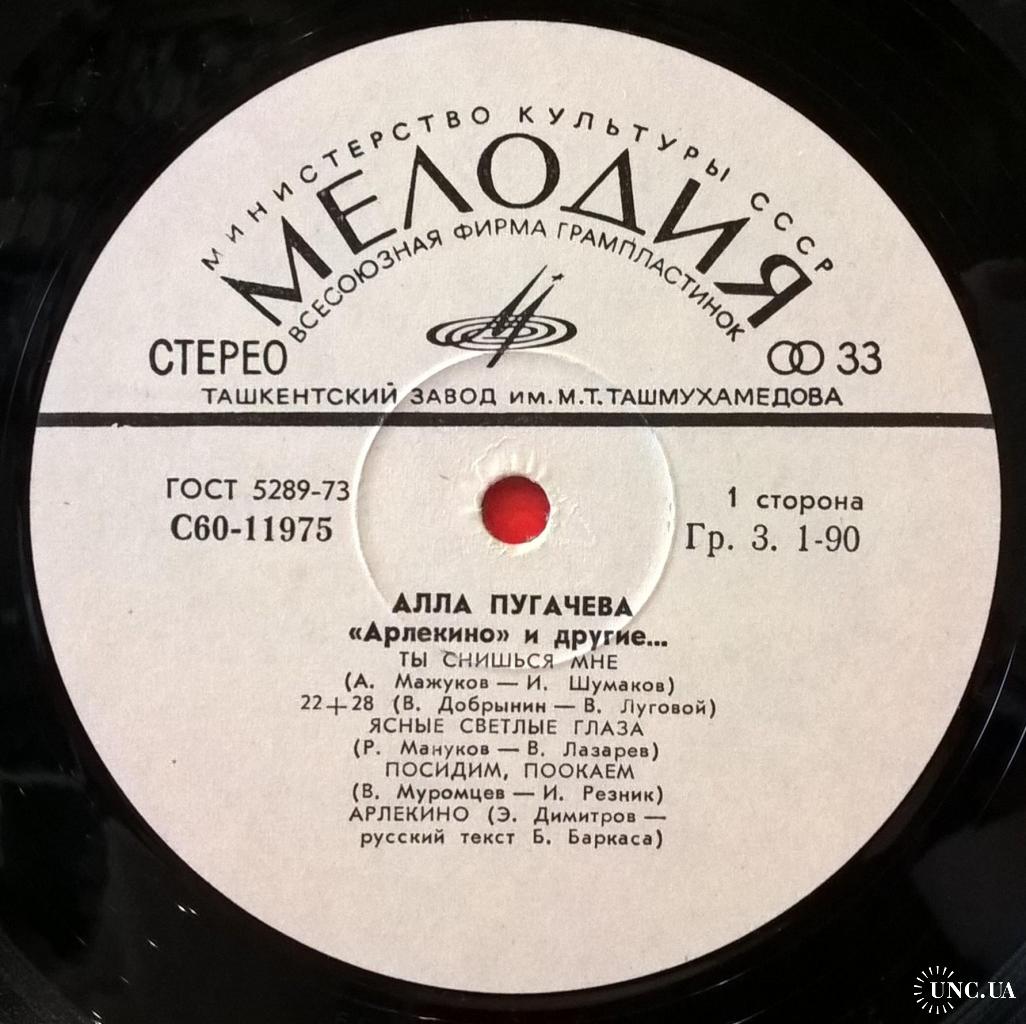 МИНИСТЕРСТВО КУЛЬТУРЫ СССР
МЕЛОДИЯ
ВСЕСОЮЗНАЯ ФИРМА ГРАМПЛАСТИНОК
СТЕРЕО 33
ТАШКЕНТСКИЙ ЗАВОД им. М.Т. ТАШМУХАМЕДОВА
ГОСТ 5289-73
1 сторона
С60-11975
Гр. 3. 1-90
АЛЛА ПУГАЧЕВА
«Арлекино» и другие...
ТЫ СНИШЬСЯ МНЕ
(А. Мажуков — И. Шумаков)
22+28 (В. Добрынин — В. Луговой)
ЯСНЫЕ СВЕТЛЫЕ ГЛАЗА
(Р. Мануков — В. Лазарев)
ПОСИДИМ, ПООКАЕМ
(В. Муромцев — И. Резник)
АРЛЕКИНО (Э. Димитров —
русский текст Б. Баркаса)
UNC.UA